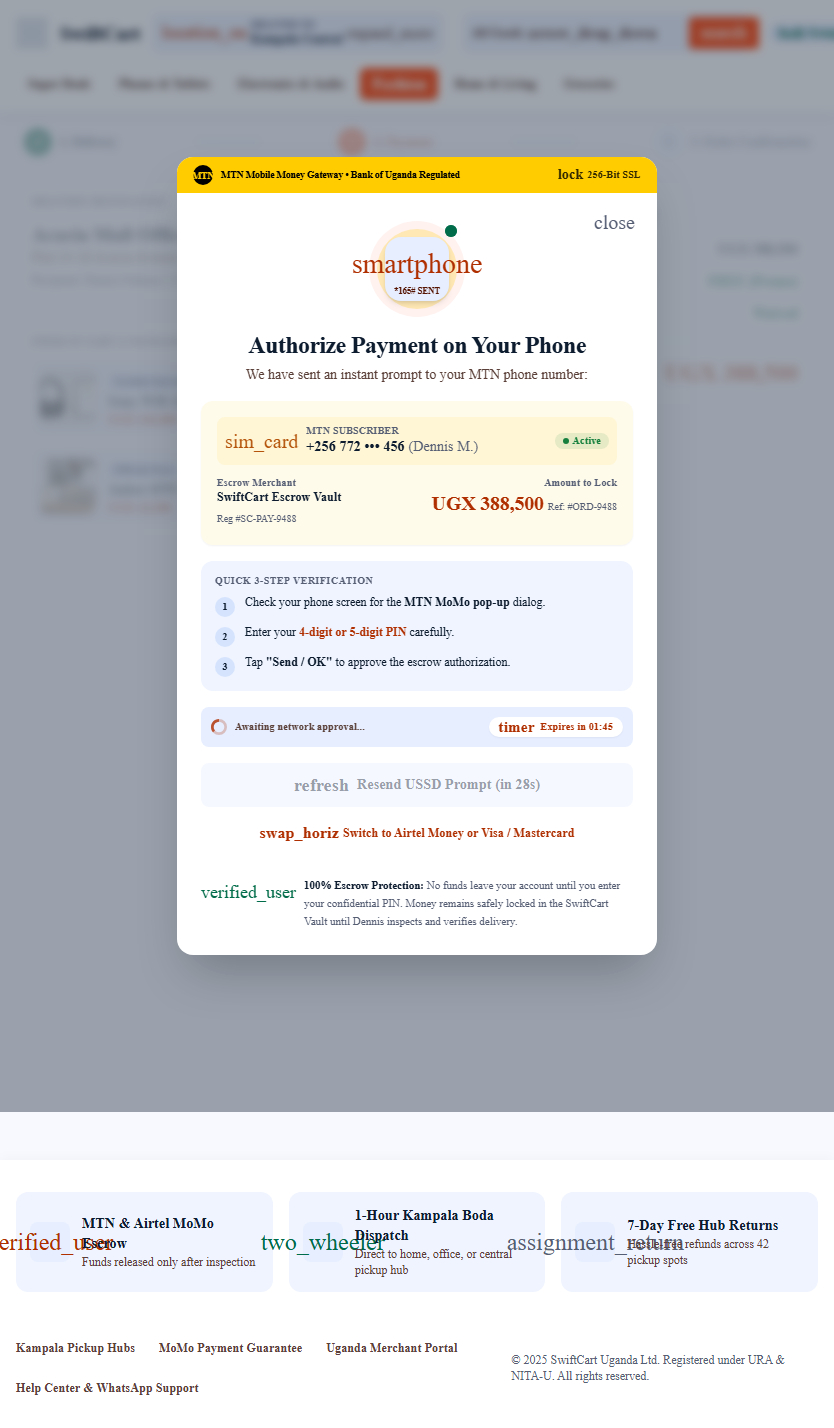 SwiftCart
MTN MTN Mobile Money Gateway • Bank of Uganda Regulated lock 256-Bit SSL
close
smartphone
*165# SENT
Authorize Payment on Your Phone
We have sent an instant prompt to your MTN phone number:
MTN SUBSCRIBER
sim_card +256 772 ••• 456 (Dennis M.) Active
Escrow Merchant Amount to Lock
SwiftCart Escrow Vault
UGX 388,500 Ref: #ORD-9488
Reg #SC-PAY-9488
QUICK 3-STEP VERIFICATION
1 Check your phone screen for the MTN MoMo pop-up dialog.
2 Enter your 4-digit or 5-digit PIN carefully.
3 Tap "Send / OK" to approve the escrow authorization.
Awaiting network approval... timer Expires in 01:45
refresh Resend USSD Prompt (in 28s)
swap_horiz Switch to Airtel Money or Visa / Mastercard
verified_user 100% Escrow Protection: No funds leave your account until you enter
your confidential PIN. Money remains safely locked in the SwiftCart
Vault until Dennis inspects and verifies delivery.
erified_user
MTN & Airtel MoMo
Escrow
Funds released only after inspection
two_wheeler
1-Hour Kampala Boda
Dispatch
Direct to home, office, or central
pickup hub
assignment_return
7-Day Free Hub Returns
Hassle-free refunds across 42
pickup spots
Kampala Pickup Hubs MoMo Payment Guarantee Uganda Merchant Portal
Help Center & WhatsApp Support
© 2025 SwiftCart Uganda Ltd. Registered under URA &
NITA-U. All rights reserved.